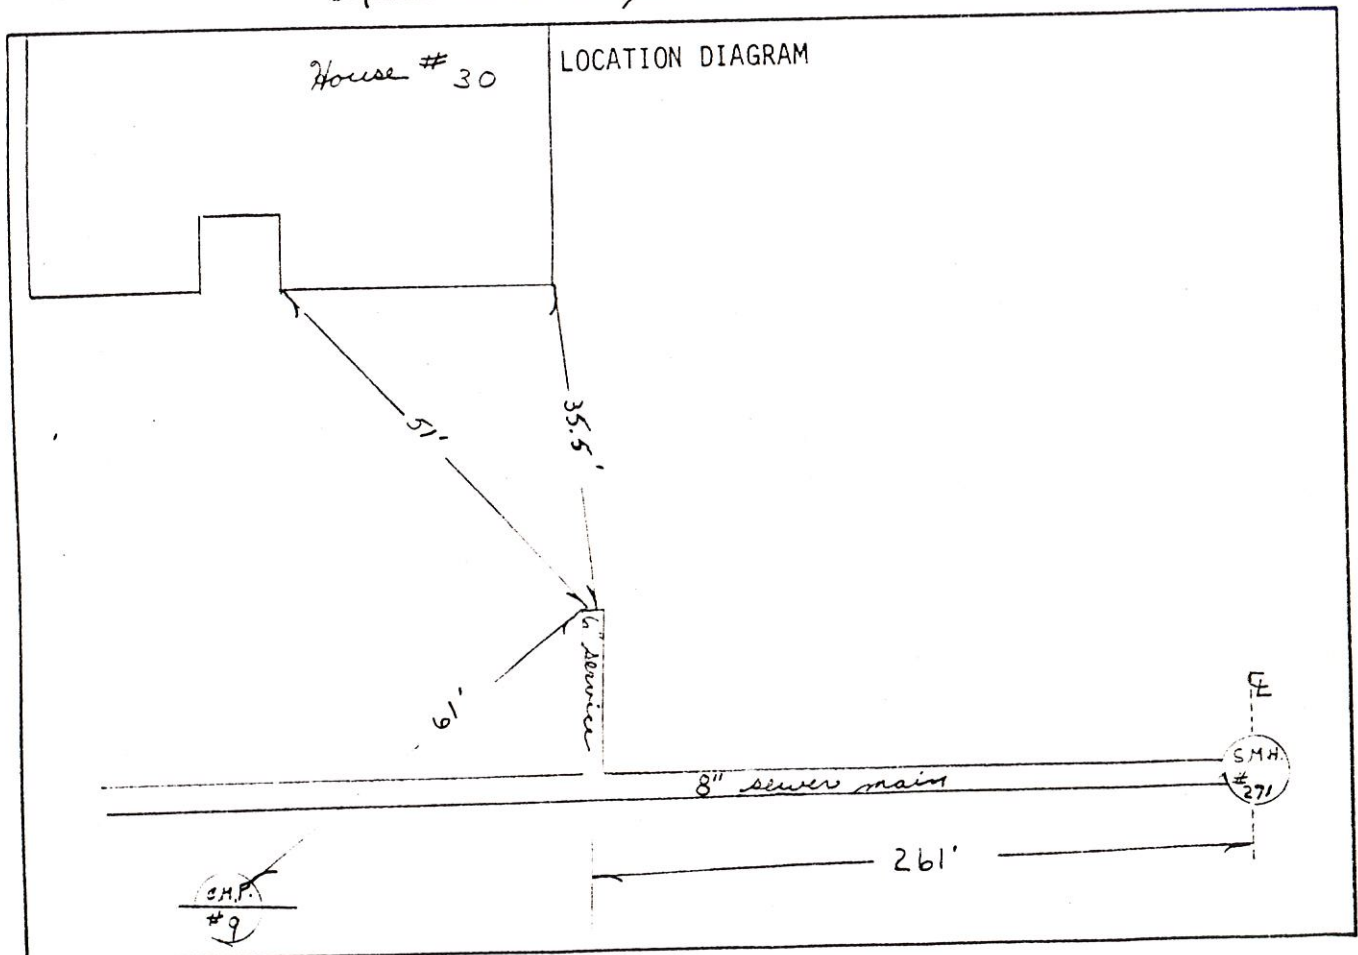 House # 30
LOCATION DIAGRAM
51'
35.5'
6" service
61'
℄
S.M.H.
#
271
8" sewer main
261'
C.M.P.
#9